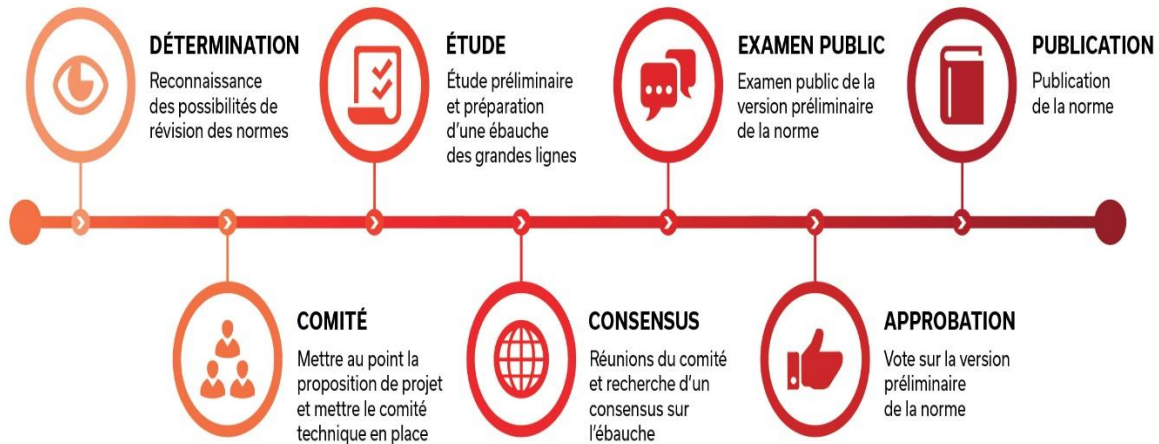 DÉTERMINATION
Reconnaissance
des possibilités de
révision des normes
COMITÉ
Mettre au point la
proposition de projet
et mettre le comité
technique en place
ÉTUDE
Étude préliminaire
et préparation
d'une ébauche
des grandes lignes
CONSENSUS
Réunions du comité
et recherche d'un
consensus sur
l'ébauche
EXAMEN PUBLIC
Examen public de la
version préliminaire
de la norme
APPROBATION
Vote sur la version
préliminaire
de la norme
PUBLICATION
Publication
de la norme